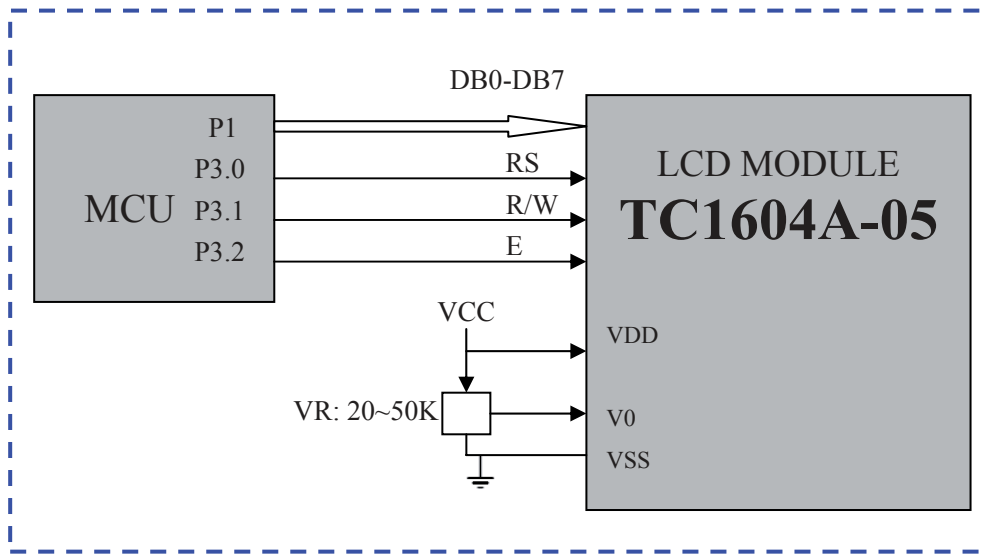 DB0-DB7
P1
P3.0
MCU P3.1
P3.2
RS
R/W
E
LCD MODULE
TC1604A-05
VCC
VDD
VR: 20~50K
V0
VSS